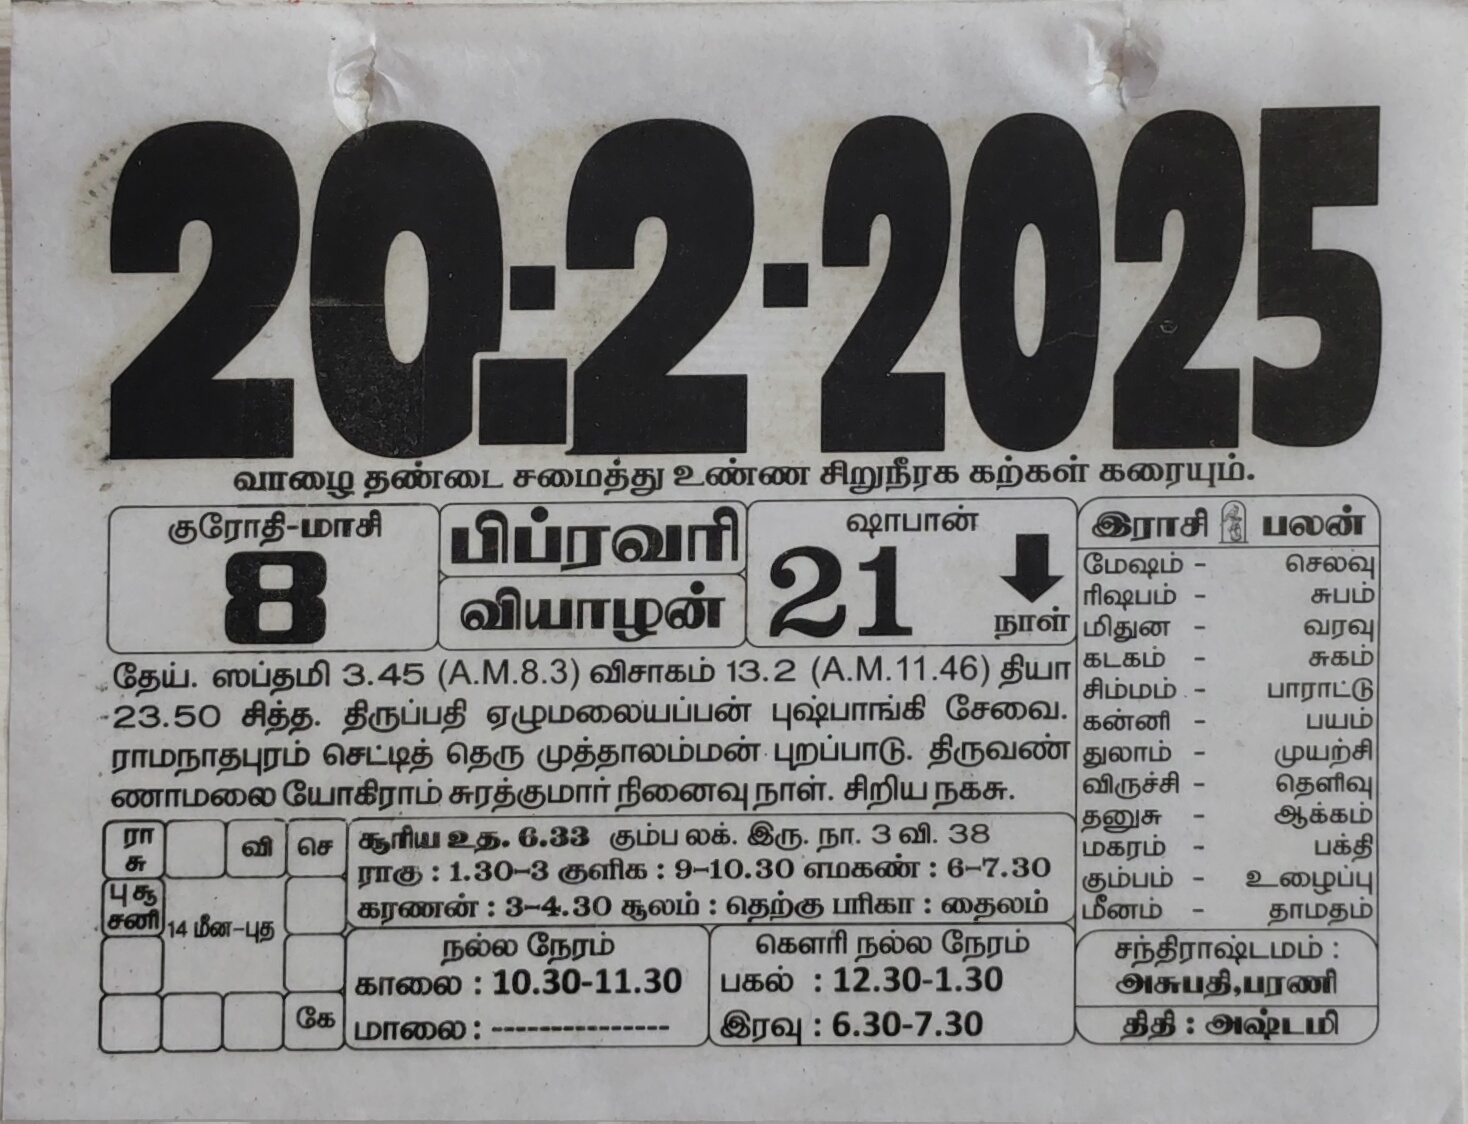 20-2-2025
வாழை தண்டை சமைத்து உண்ண சிறுநீரக கற்கள் கரையும்.
குரோதி-மாசி
8
பிப்ரவரி
வியாழன்
ஷாபான்
21
நாள்
தேய். ஸப்தமி 3.45 (A.M.8.3) விசாகம் 13.2 (A.M.11.46) தியா
23.50 சித்த. திருப்பதி ஏழுமலையப்பன் புஷ்பாங்கி சேவை.
ராமநாதபுரம் செட்டித் தெரு முத்தாலம்மன் புறப்பாடு. திருவண்
ணாமலை யோகிராம் சுரத்குமார் நினைவு நாள். சிறிய நகசு.
ரா
சு
வி
செ
பு சூ
சனி
14 மீன-புத
கே
சூரிய உத. 6.33 கும்ப லக். இரு. நா. 3 வி. 38
ராகு : 1.30-3 குளிக : 9-10.30 எமகண் : 6-7.30
கரணன் : 3-4.30 சூலம் : தெற்கு பரிகா : தைலம்
நல்ல நேரம்
காலை : 10.30-11.30
மாலை : ---------------
கௌரி நல்ல நேரம்
பகல் : 12.30-1.30
இரவு : 6.30-7.30
இராசி பலன்
மேஷம் - செலவு
ரிஷபம் - சுபம்
மிதுன - வரவு
கடகம் - சுகம்
சிம்மம் - பாராட்டு
கன்னி - பயம்
துலாம் - முயற்சி
விருச்சி - தெளிவு
தனுசு - ஆக்கம்
மகரம் - பக்தி
கும்பம் - உழைப்பு
மீனம் - தாமதம்
சந்திராஷ்டமம் :
அசுபதி,பரணி
திதி : அஷ்டமி